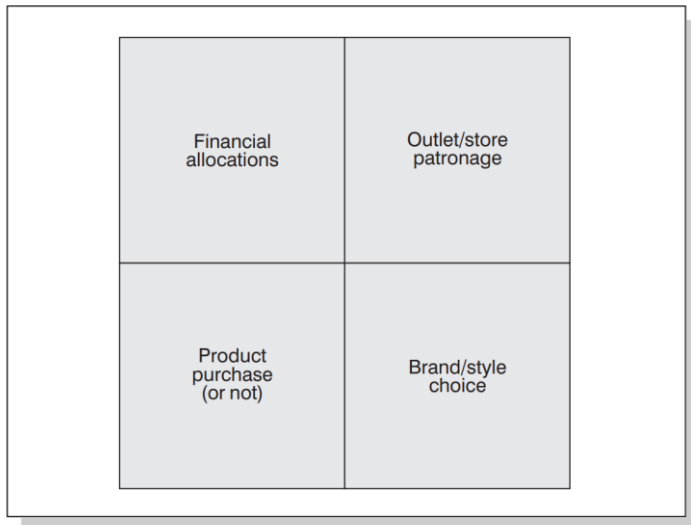 Financial
allocations
Outlet/store
patronage
Product
purchase
(or not)
Brand/style
choice